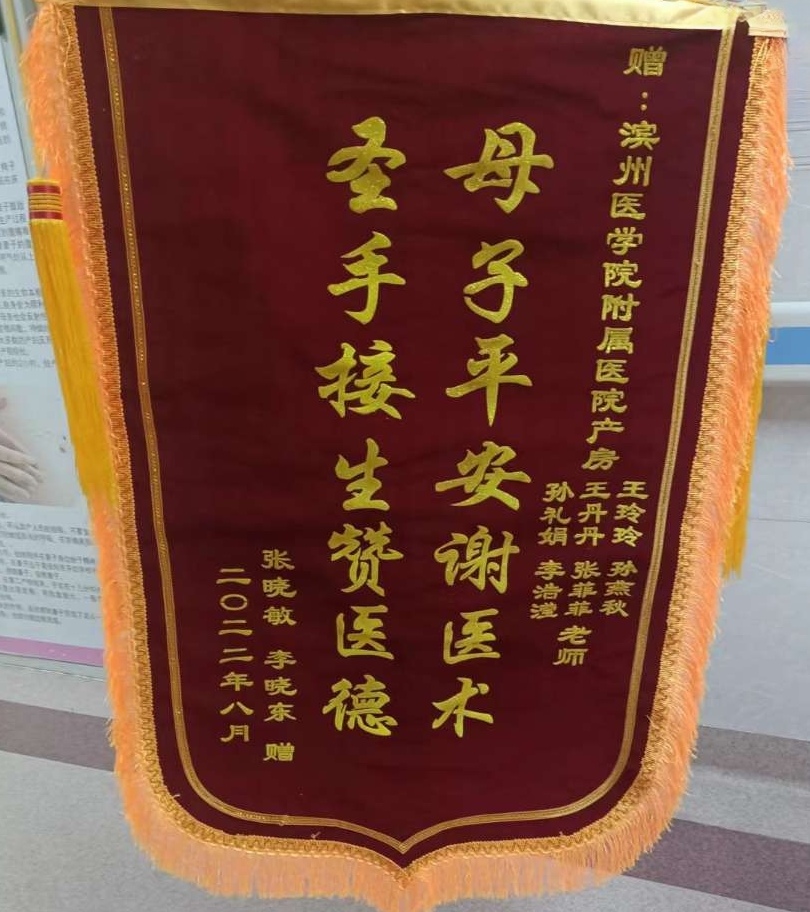 赠：滨州医学院附属医院产房
王玲玲 孙燕秋
王丹丹 张菲菲 老师
孙礼娟 李浩滢
母子平安谢医术
圣手接生赞医德
张晓敏 李晓东 赠
二〇二二年八月